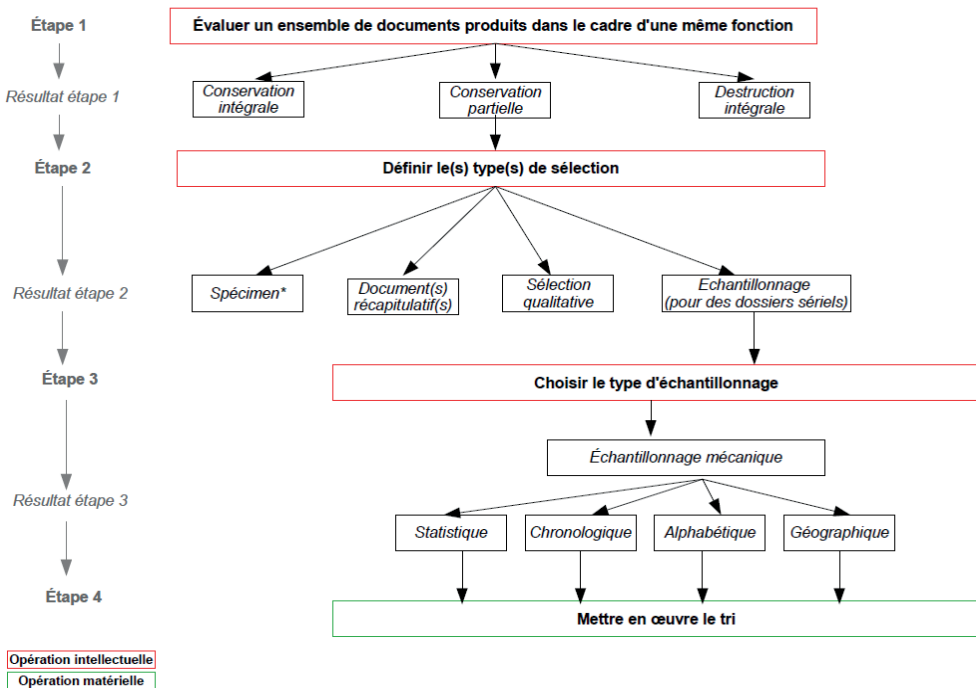 Étape 1
Évaluer un ensemble de documents produits dans le cadre d'une même fonction
Résultat étape 1
Conservation
intégrale
Conservation
partielle
Destruction
intégrale
Étape 2
Définir le(s) type(s) de sélection
Résultat étape 2
Spécimen*
Document(s)
récapitulatif(s)
Sélection
qualitative
Echantillonnage
(pour des dossiers sériels)
Étape 3
Choisir le type d'échantillonnage
Échantillonnage mécanique
Résultat étape 3
Statistique
Chronologique
Alphabétique
Géographique
Étape 4
Mettre en œuvre le tri
Opération intellectuelle
Opération matérielle